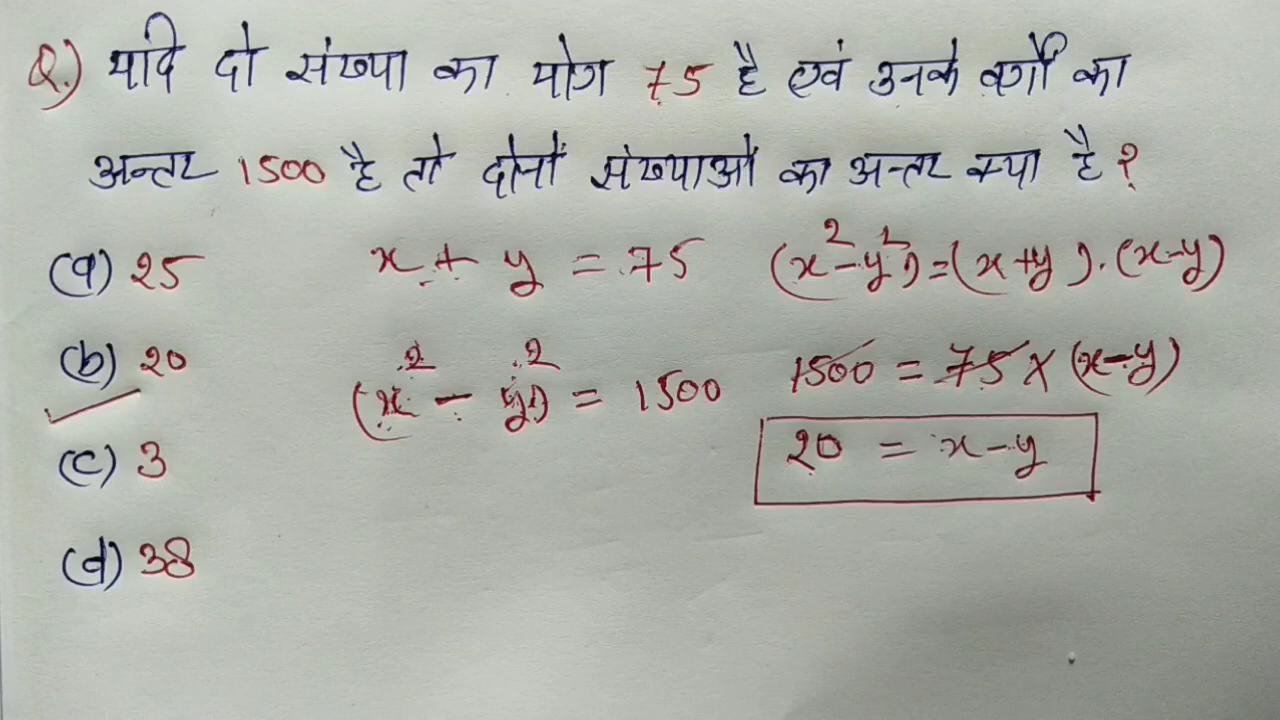 Q.) यदि दो संख्या का योग 75 है एवं उनके वर्गों का
अन्तर 1500 है तो दोनों संख्याओं का अन्तर क्या है ?
(a) 25 x + y = 75 (x² - y²) = (x + y) . (x - y)
(b) 20 (x² - y²) = 1500 1500 = 75 × (x - y)
(c) 3 20 = x - y
(d) 38